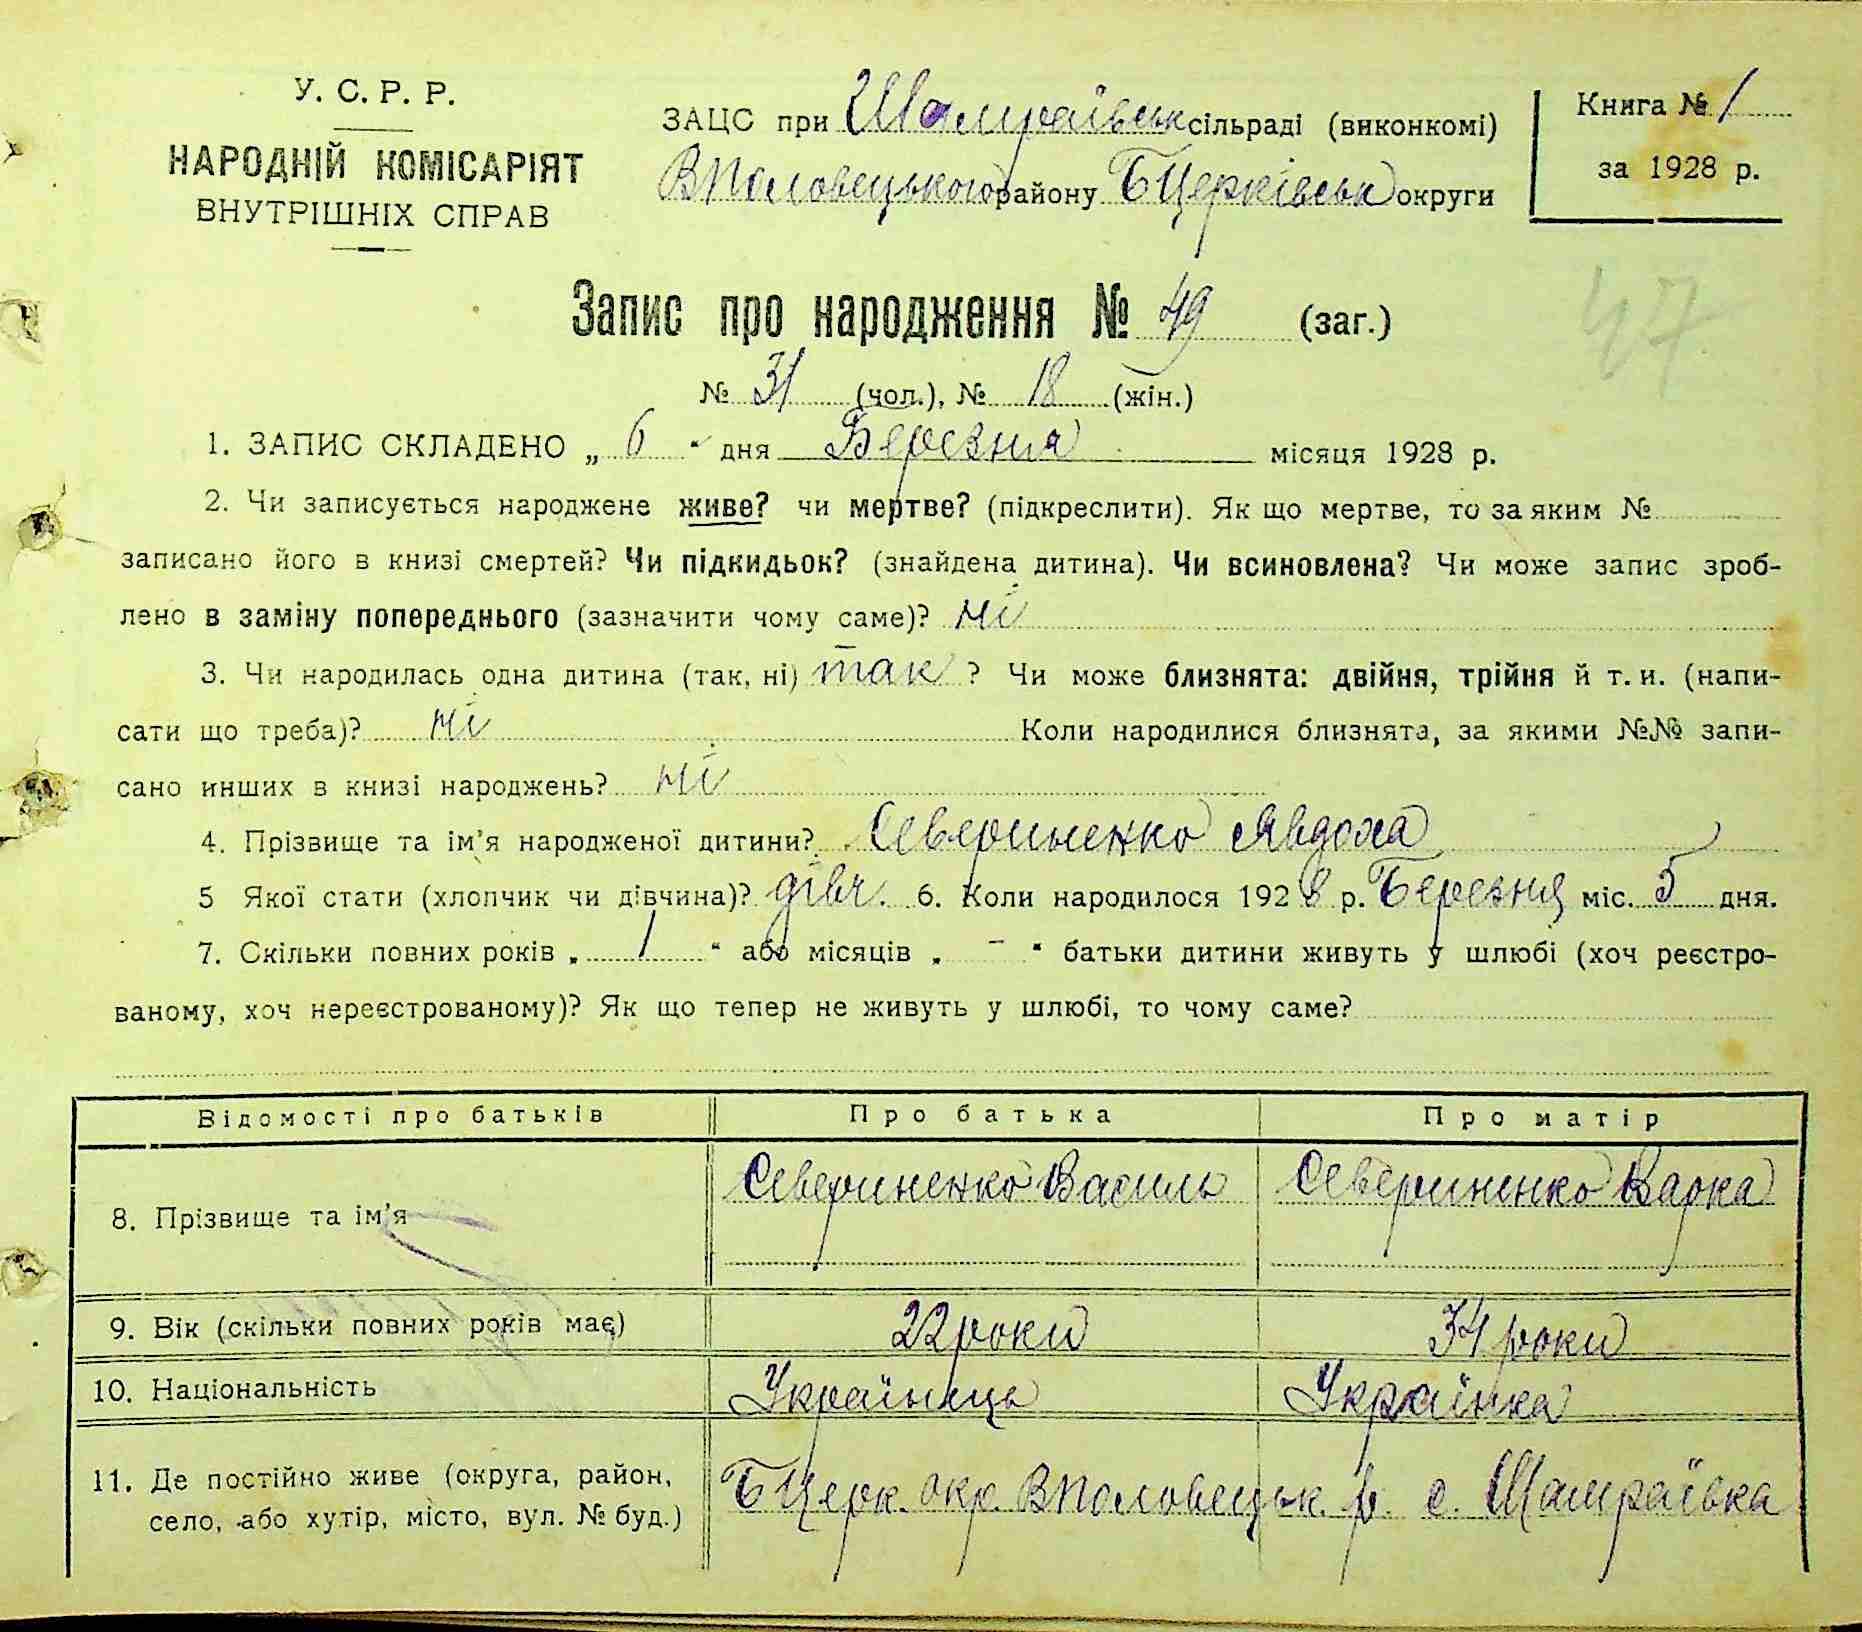 У. С. Р. Р.
НАРОДНІЙ КОМІСАРІЯТ
ВНУТРІШНІХ СПРАВ
ЗАЦС при Шамраївськ сільраді (виконкомі)
ВПоловецького району БЦерківськ округи
Книга № 1
за 1928 р.
Запис про народження № 49 (заг.)
47
№ 31 (чол.), № 18 (жін.)
1. ЗАПИС СКЛАДЕНО „ 6 “ дня Березня місяця 1928 р.
2. Чи записується народжене живе? чи мертве? (підкреслити). Як що мертве, то за яким №
записано його в книзі смертей? Чи підкидьок? (знайдена дитина). Чи всиновлена? Чи може запис зроб-
лено в заміну попереднього (зазначити чому саме)? ні
3. Чи народилась одна дитина (так, ні) так ? Чи може близнята: двійня, трійня й т. и. (напи-
сати що треба)? ні Коли народилися близнята, за якими №№ запи-
сано инших в книзі народжень? ні
4. Прізвище та ім'я народженої дитини? Севериненко Явдоха
5 Якої стати (хлопчик чи дівчина)? дівч. 6. Коли народилося 1928 р. Березня міс. 5 дня.
7. Скільки повних років „ 1 “ або місяців „ - “ батьки дитини живуть у шлюбі (хоч реєстро-
ваному, хоч нереєстрованому)? Як що тепер не живуть у шлюбі, то чому саме?
Відомості про батьків Про батька Про матір
8. Прізвище та ім'я Севериненко Василь Севериненко Варка
9. Вік (скільки повних років має) 22 роки 34 роки
10. Національність Українець Українка
11. Де постійно живе (округа, район,
село, або хутір, місто, вул. № буд.) БЦерк. окр. ВПоловецьк. р. с. Шамраївка